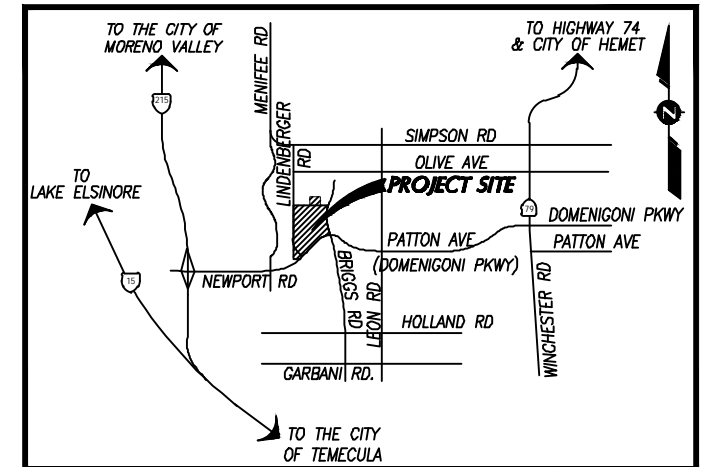 TO THE CITY OF
MORENO VALLEY
215
MENIFEE RD
LINDENBERGER
RD
TO HIGHWAY 74
& CITY OF HEMET
N
SIMPSON RD
OLIVE AVE
TO
LAKE ELSINORE
PROJECT SITE
79
DOMENIGONI PKWY
PATTON AVE
PATTON AVE
(DOMENIGONI PKWY)
15
NEWPORT RD
BRIGGS RD
LEON RD
WINCHESTER RD
HOLLAND RD
GARBANI RD.
TO THE CITY
OF TEMECULA